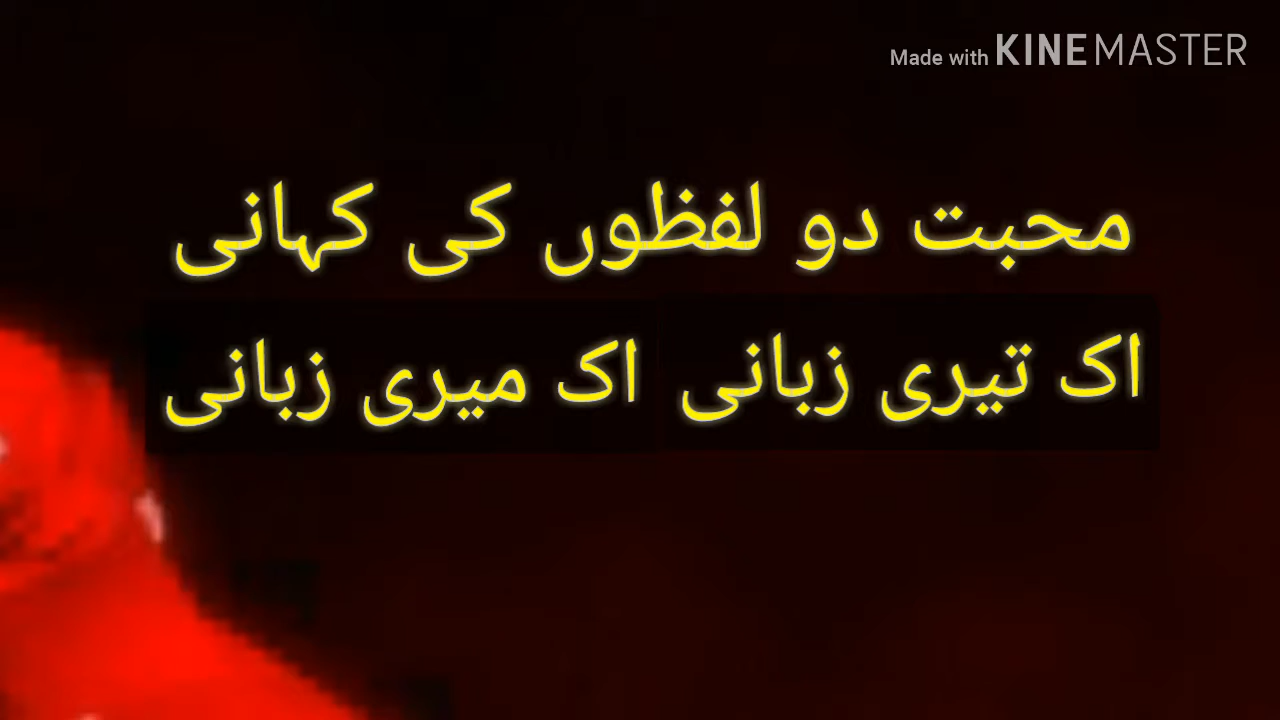 Made with KINEMASTER
محبت دو لفظوں کی کہانی
اک تیری زبانی اک میری زبانی